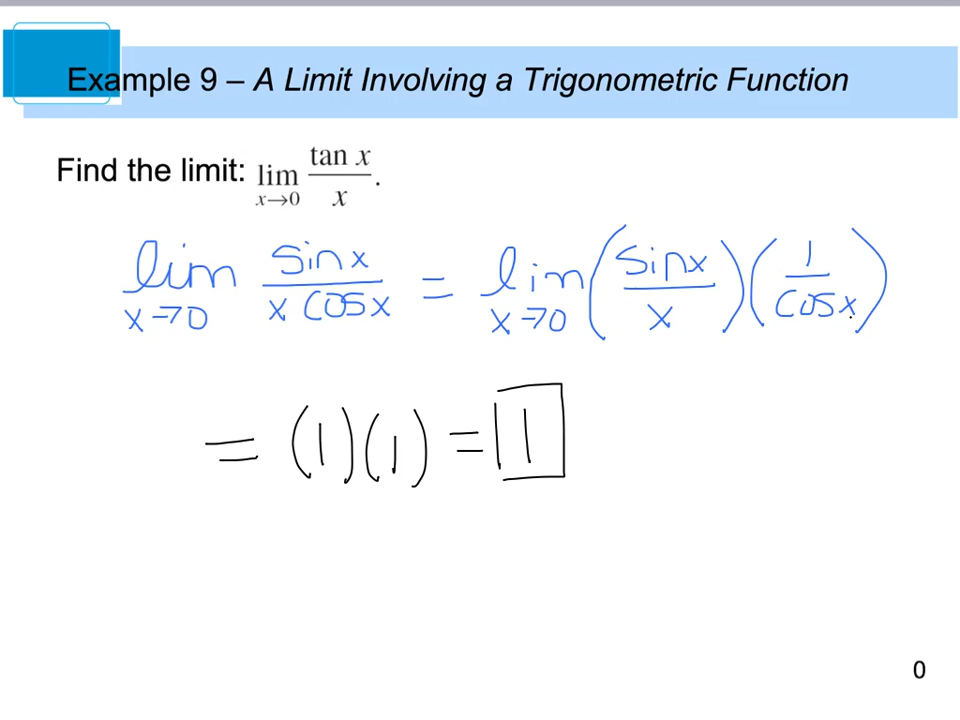 Example 9 – A Limit Involving a Trigonometric Function
Find the limit: lim x→0 tan x / x.
lim x→0 sin x / x cos x = lim x→0 (sin x / x)(1 / cos x)
= (1)(1) = 1
0